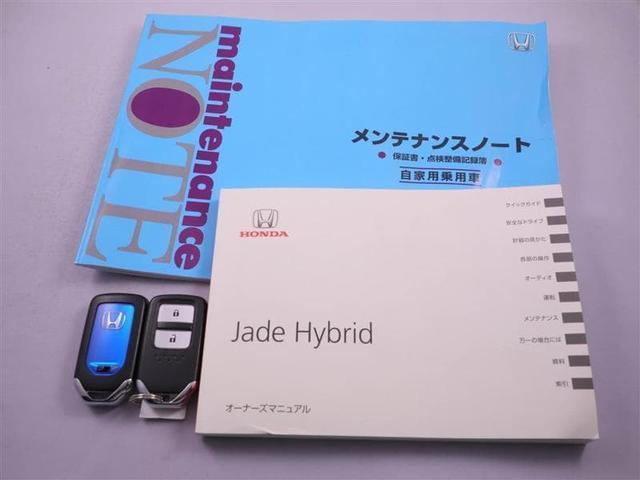 maintenance
NOTE
メンテナンスノート
保証書・点検整備記録簿
自家用乗用車
HONDA
Jade Hybrid
オーナーズマニュアル
クイックガイド
安全なドライブ
計器の見かた
各部の操作
オーディオ
運転
メンテナンス
万一の場合には
資料
索引